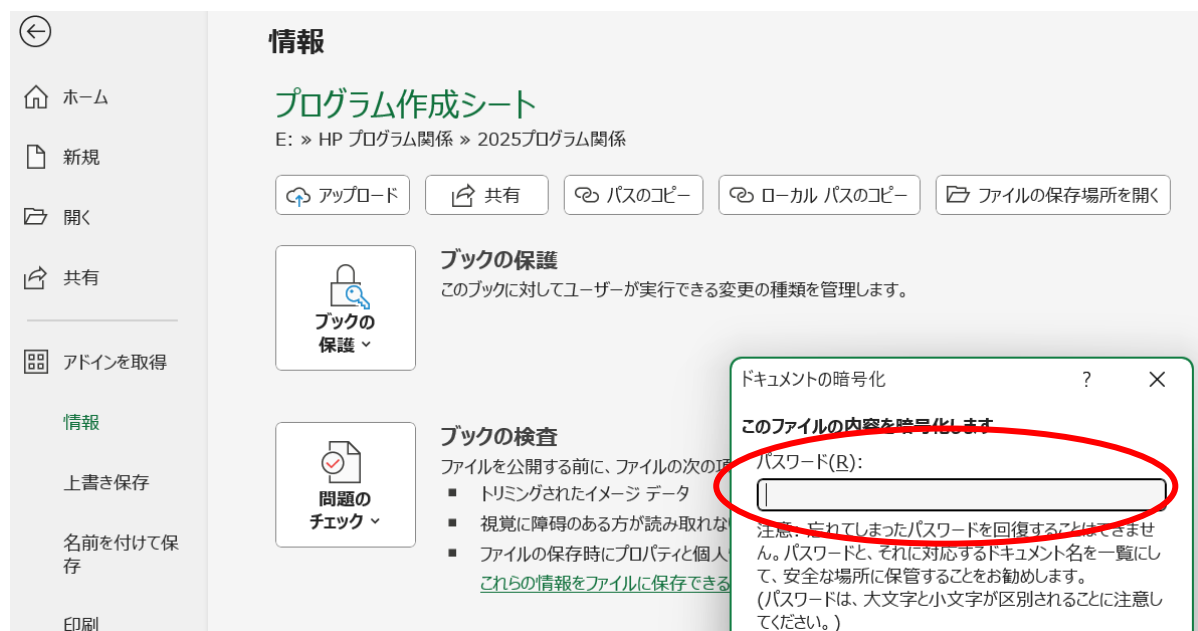 情報
プログラム作成シート
E: » HP プログラム関係 » 2025プログラム関係
ホーム
新規
開く
共有
アドインを取得
情報
上書き保存
名前を付けて保
存
印刷
アップロード
共有
パスのコピー
ローカル パスのコピー
ファイルの保存場所を開く
ブックの
保護
ブックの保護
このブックに対してユーザーが実行できる変更の種類を管理します。
問題の
チェック
ブックの検査
ファイルを公開する前に、ファイルの次の項
トリミングされたイメージ データ
視覚に障碍のある方が読み取れな
ファイルの保存時にプロパティと個人
これらの情報をファイルに保存できる
ドキュメントの暗号化
?
このファイルの内容を暗号化します
パスワード(R):
注意: 忘れてしまったパスワードを回復することはできませ
ん。パスワードと、それに対応するドキュメント名を一覧にし
て、安全な場所に保管することをお勧めします。
(パスワードは、大文字と小文字が区別されることに注意し
てください。)